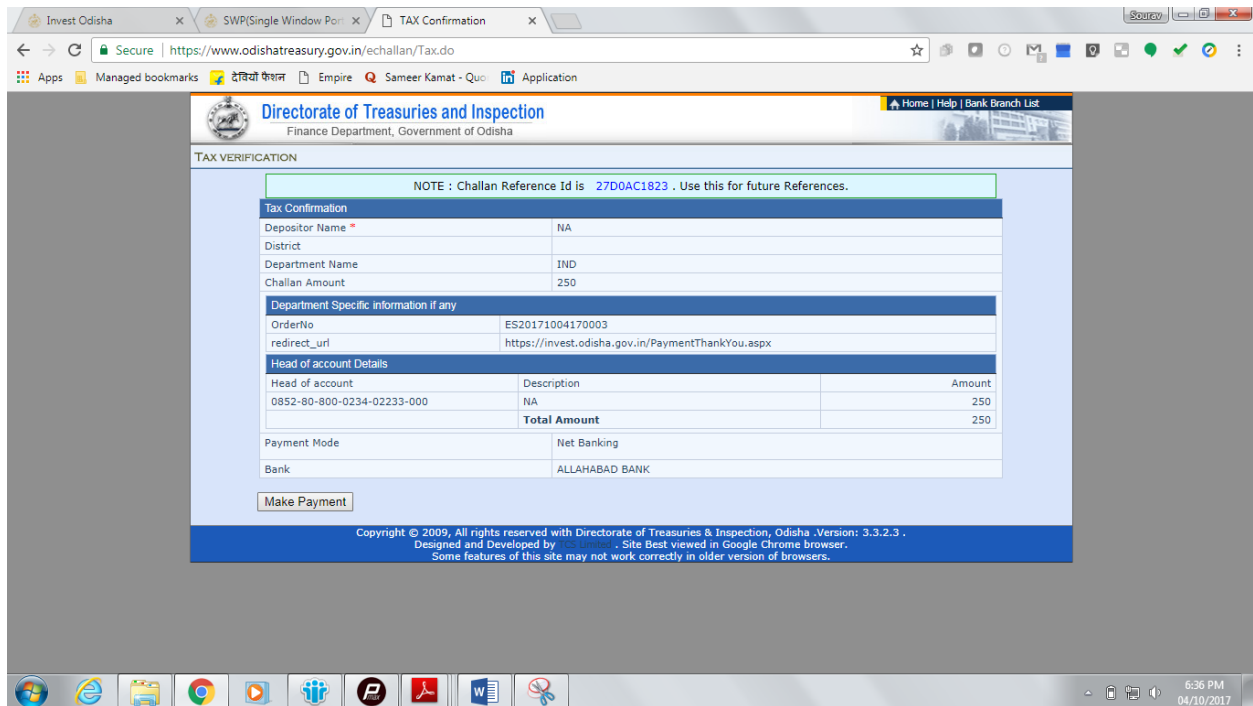 Invest Odisha
SWP(Single Window Port
TAX Confirmation
Sourav
Secure | https://www.odishatreasury.gov.in/echallan/Tax.do
Apps Managed bookmarks देवियों फैशन Empire Sameer Kamat - Quo Application
Directorate of Treasuries and Inspection
Finance Department, Government of Odisha
Home | Help | Bank Branch List
TAX VERIFICATION
NOTE : Challan Reference Id is 27D0AC1823 . Use this for future References.
Tax Confirmation
Depositor Name * NA
District
Department Name IND
Challan Amount 250
Department Specific information if any
OrderNo ES20171004170003
redirect_url https://invest.odisha.gov.in/PaymentThankYou.aspx
Head of account Details
Head of account Description Amount
0852-80-800-0234-02233-000 NA 250
Total Amount 250
Payment Mode Net Banking
Bank ALLAHABAD BANK
Make Payment
Copyright © 2009, All rights reserved with Directorate of Treasuries & Inspection, Odisha .Version: 3.3.2.3 .
Designed and Developed by TCS Limited . Site Best viewed in Google Chrome browser.
Some features of this site may not work correctly in older version of browsers.
6:36 PM
04/10/2017